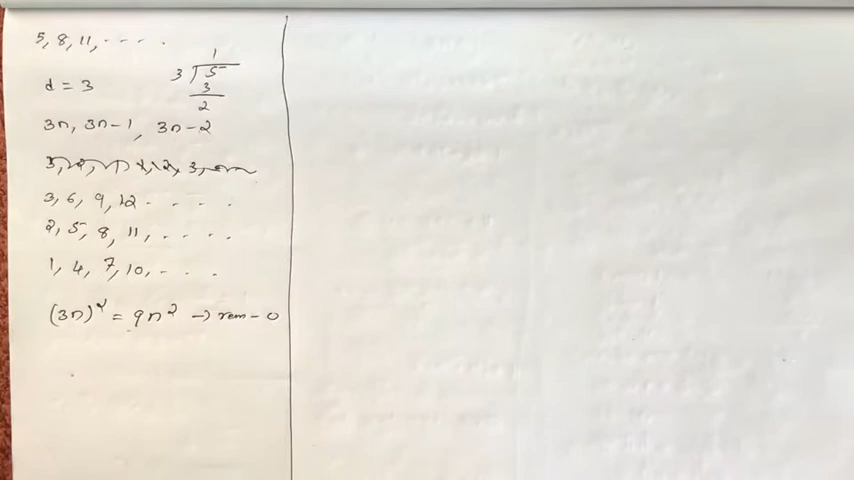 5, 8, 11, - - - - .
d = 3
1
3 ) 5
3
2
3n, 3n-1, 3n-2
3, 6, 9, 12 - - - - .
2, 5, 8, 11, - - - - .
1, 4, 7, 10, - - - .
(3n)² = 9n² → rem - 0